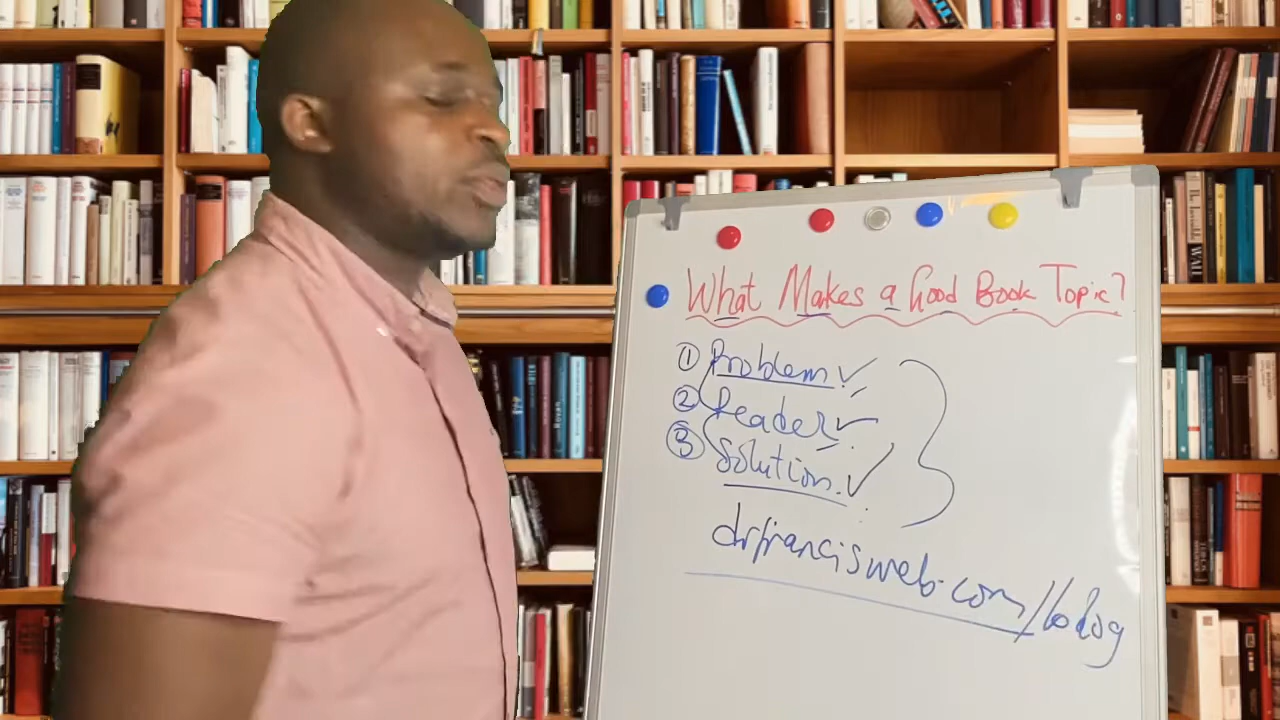 What Makes a Good Book Topic?
① Problem ✓
② Reader ✓
③ Solution. ✓
drfrancisweb.com/blog